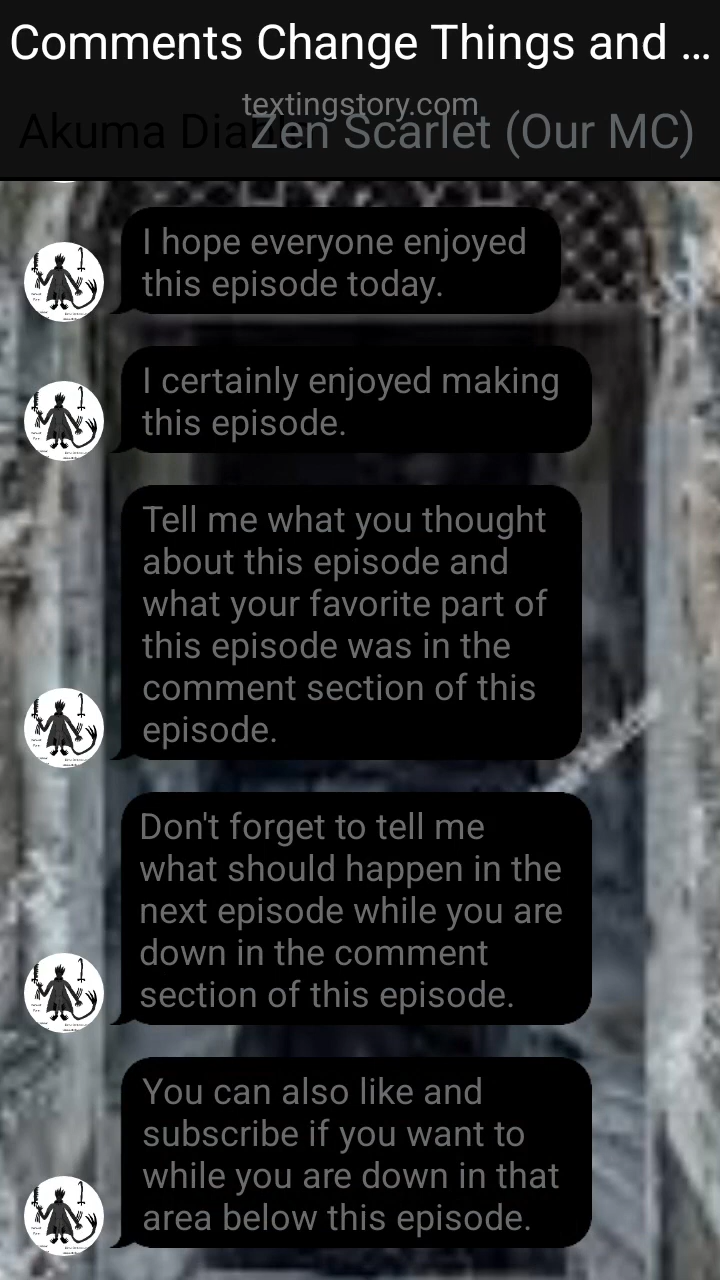 Comments Change Things and ...
textingstory.com
Akuma Dia
Zen Scarlet (Our MC)
I hope everyone enjoyed
this episode today.
I certainly enjoyed making
this episode.
Tell me what you thought
about this episode and
what your favorite part of
this episode was in the
comment section of this
episode.
Don't forget to tell me
what should happen in the
next episode while you are
down in the comment
section of this episode.
You can also like and
subscribe if you want to
while you are down in that
area below this episode.